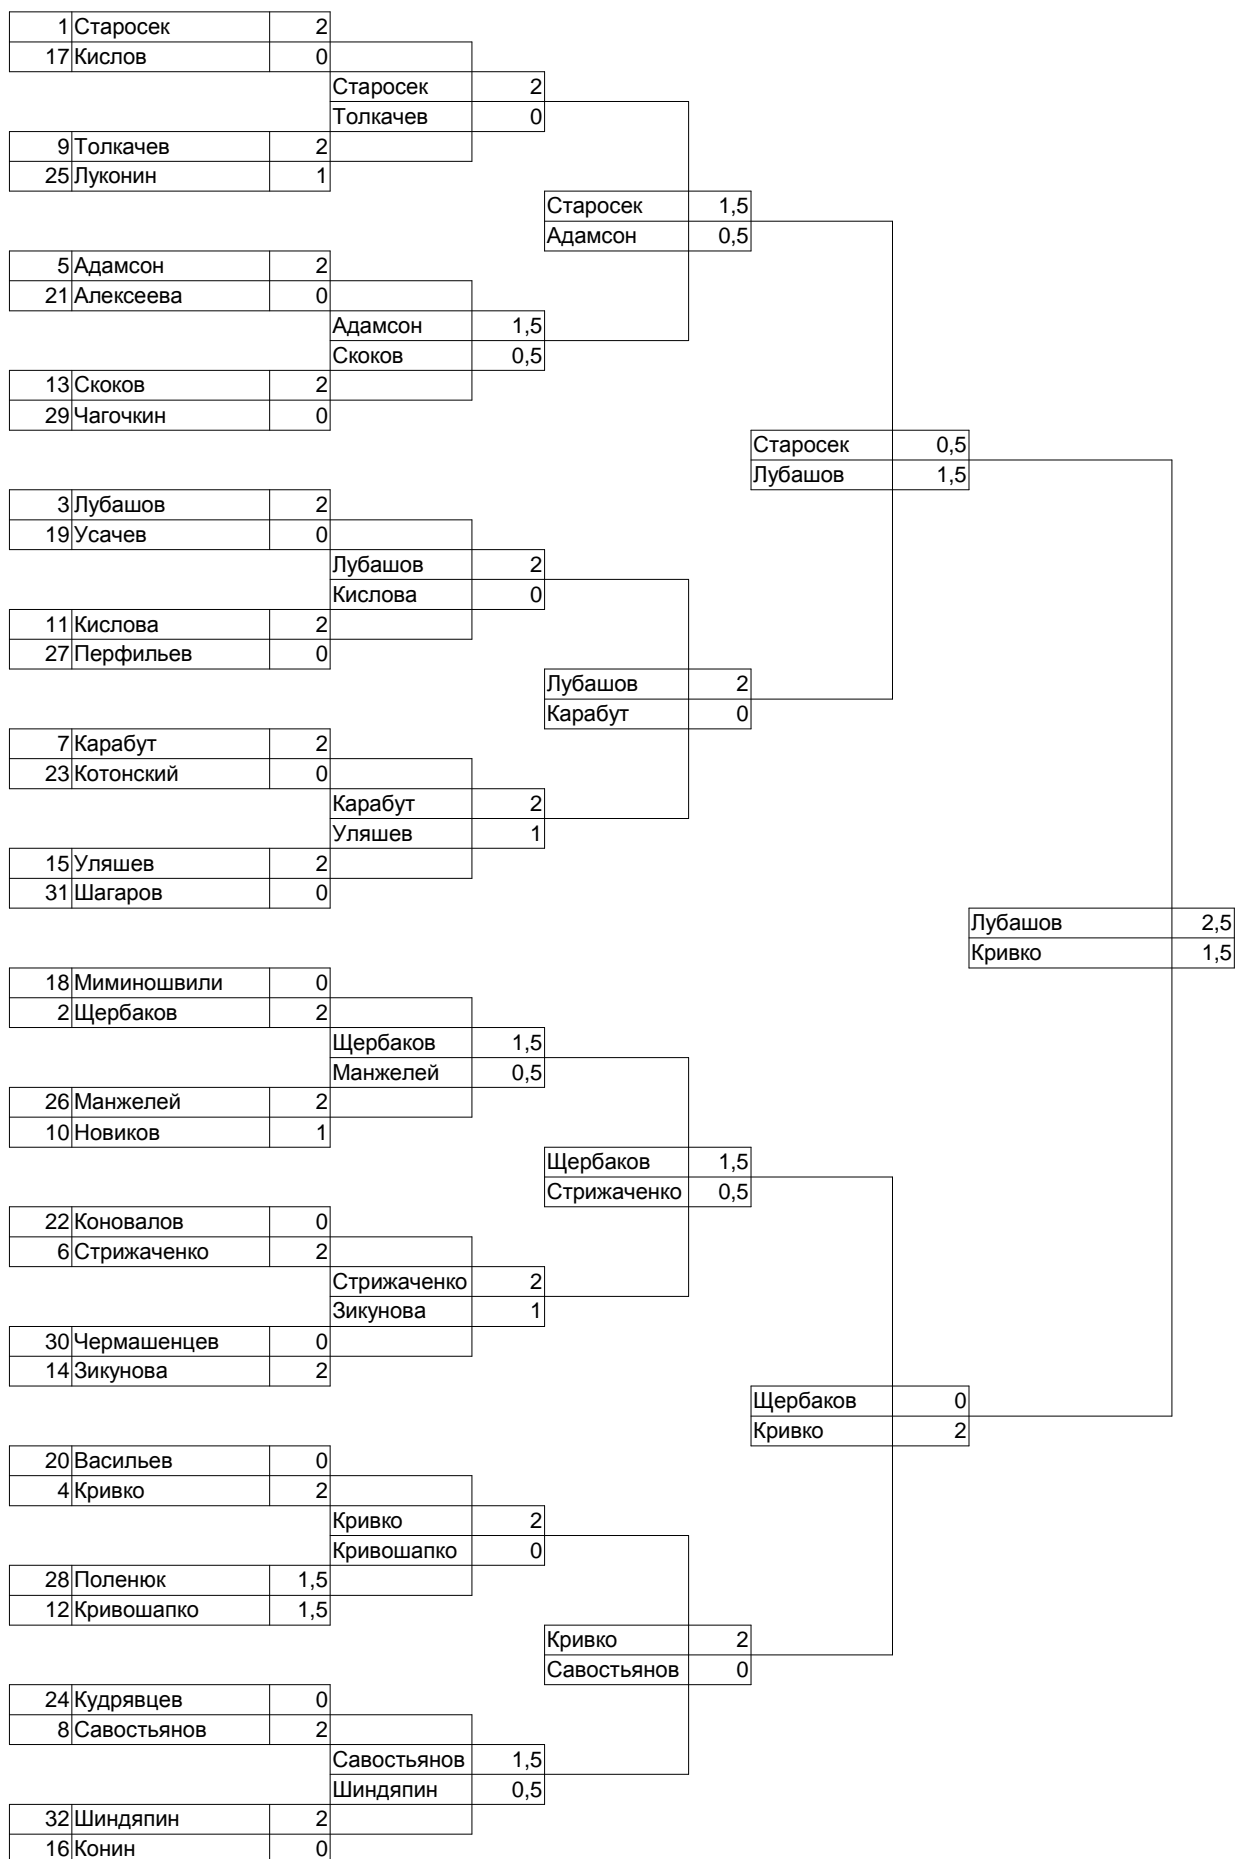 1 Старосек 2
17 Кислов 0
Старосек 2
Толкачев 0
9 Толкачев 2
25 Луконин 1
Старосек 1,5
Адамсон 0,5
5 Адамсон 2
21 Алексеева 0
Адамсон 1,5
Скоков 0,5
13 Скоков 2
29 Чагочкин 0
Старосек 0,5
Лубашов 1,5
3 Лубашов 2
19 Усачев 0
Лубашов 2
Кислова 0
11 Кислова 2
27 Перфильев 0
Лубашов 2
Карабут 0
7 Карабут 2
23 Котонский 0
Карабут 2
Уляшев 1
15 Уляшев 2
31 Шагаров 0
Лубашов 2,5
Кривко 1,5
18 Миминошвили 0
2 Щербаков 2
Щербаков 1,5
Манжелей 0,5
26 Манжелей 2
10 Новиков 1
Щербаков 1,5
Стрижаченко 0,5
22 Коновалов 0
6 Стрижаченко 2
Стрижаченко 2
Зикунова 1
30 Чермашенцев 0
14 Зикунова 2
Щербаков 0
Кривко 2
20 Васильев 0
4 Кривко 2
Кривко 2
Кривошапко 0
28 Поленюк 1,5
12 Кривошапко 1,5
Кривко 2
Савостьянов 0
24 Кудрявцев 0
8 Савостьянов 2
Савостьянов 1,5
Шиндяпин 0,5
32 Шиндяпин 2
16 Конин 0